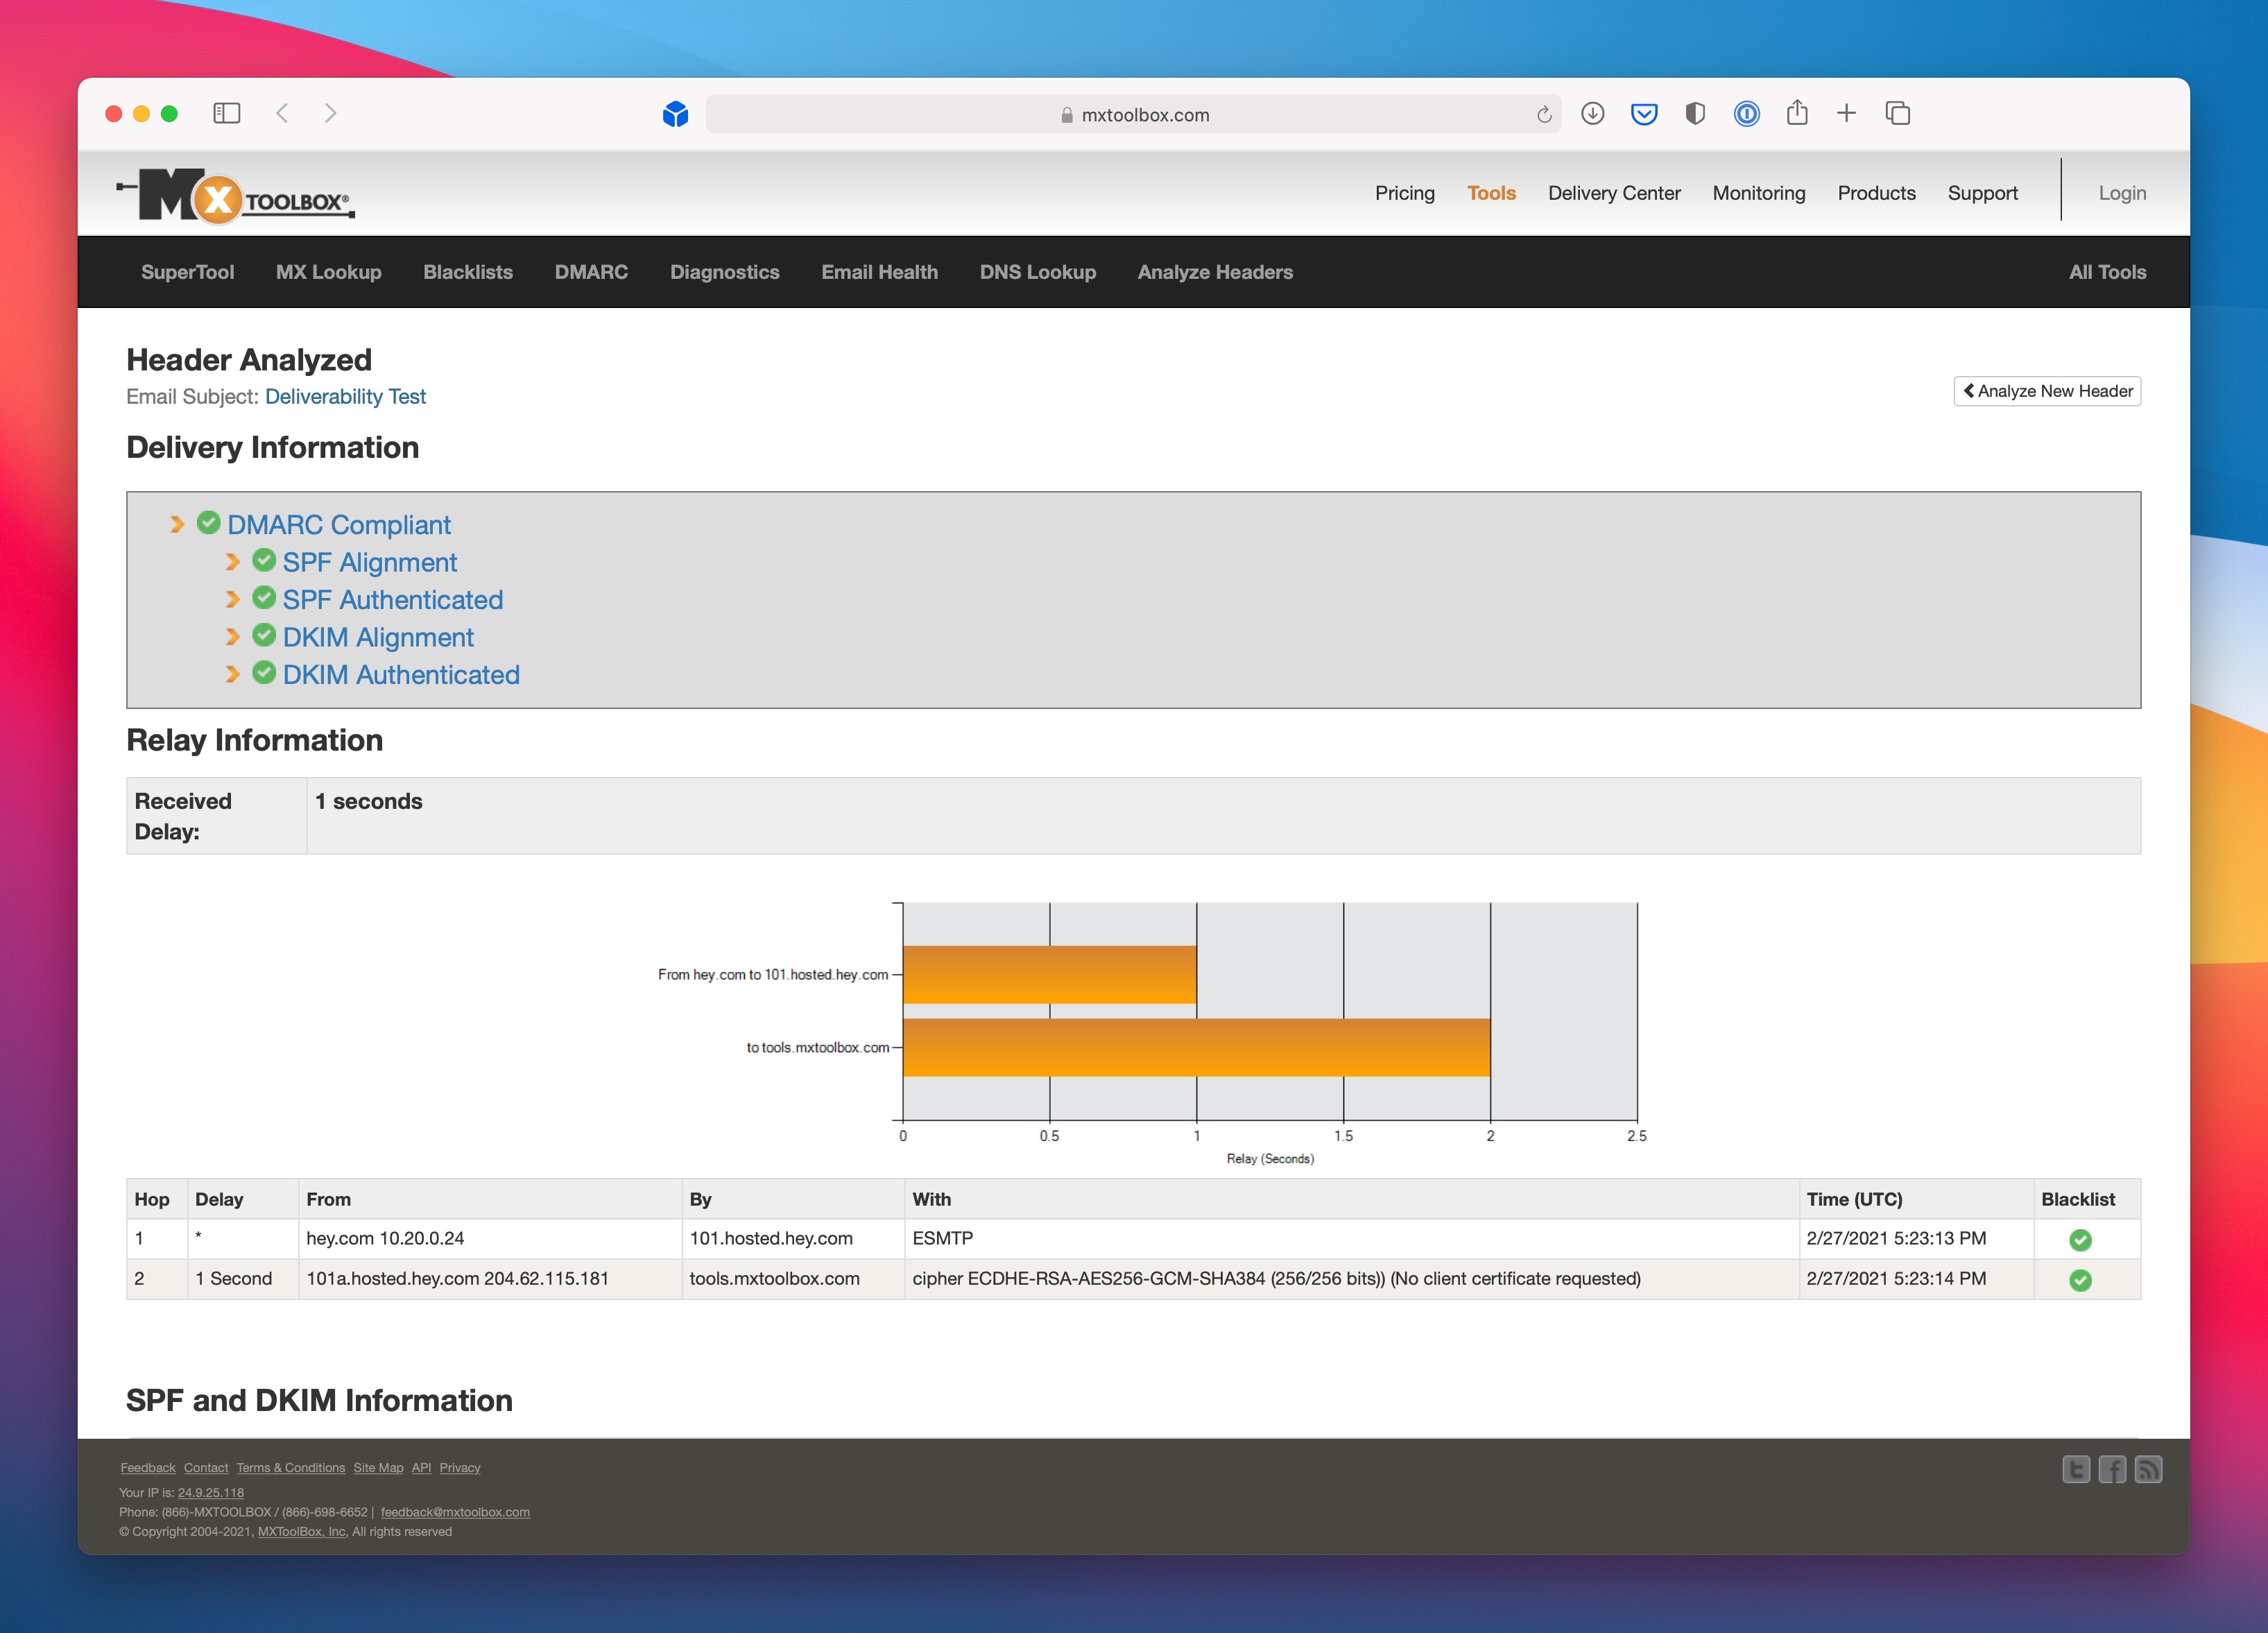 mxtoolbox.com
MX TOOLBOX®
Pricing Tools Delivery Center Monitoring Products Support Login
SuperTool MX Lookup Blacklists DMARC Diagnostics Email Health DNS Lookup Analyze Headers All Tools
Header Analyzed
Email Subject: Deliverability Test
Analyze New Header
Delivery Information
DMARC Compliant
SPF Alignment
SPF Authenticated
DKIM Alignment
DKIM Authenticated
Relay Information
Received Delay: 1 seconds
From hey.com to 101.hosted.hey.com
to tools.mxtoolbox.com
0 0.5 1 1.5 2 2.5
Relay (Seconds)
Hop Delay From By With Time (UTC) Blacklist
1 * hey.com 10.20.0.24 101.hosted.hey.com ESMTP 2/27/2021 5:23:13 PM
2 1 Second 101a.hosted.hey.com 204.62.115.181 tools.mxtoolbox.com cipher ECDHE-RSA-AES256-GCM-SHA384 (256/256 bits)) (No client certificate requested) 2/27/2021 5:23:14 PM
SPF and DKIM Information
Feedback Contact Terms & Conditions Site Map API Privacy
Your IP is: 24.9.25.118
Phone: (866)-MXTOOLBOX / (866)-698-6652 | feedback@mxtoolbox.com
© Copyright 2004-2021, MXToolBox, Inc, All rights reserved